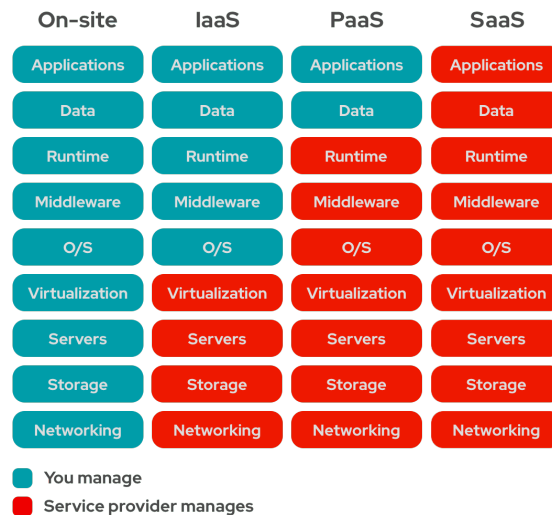 On-site IaaS PaaS SaaS
Applications Applications Applications Applications
Data Data Data Data
Runtime Runtime Runtime Runtime
Middleware Middleware Middleware Middleware
O/S O/S O/S O/S
Virtualization Virtualization Virtualization Virtualization
Servers Servers Servers Servers
Storage Storage Storage Storage
Networking Networking Networking Networking
You manage
Service provider manages